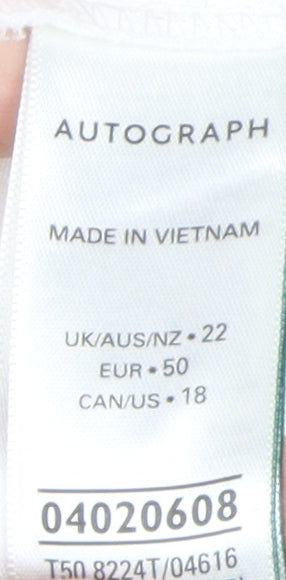 AUTOGRAPH
MADE IN VIETNAM
UK/AUS/NZ • 22
EUR • 50
CAN/US • 18
04020608
T50 8224T/04616